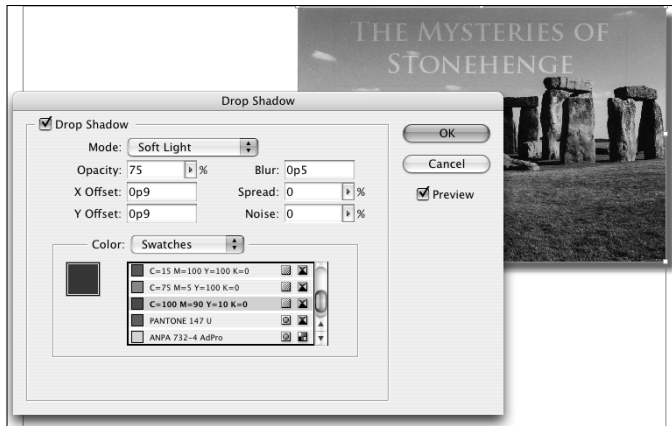 THE MYSTERIES OF
STONEHENGE
Drop Shadow
Drop Shadow
Mode: Soft Light
Opacity: 75 % Blur: 0p5
X Offset: 0p9 Spread: 0 %
Y Offset: 0p9 Noise: 0 %
Color: Swatches
C=15 M=100 Y=100 K=0
C=75 M=5 Y=100 K=0
C=100 M=90 Y=10 K=0
PANTONE 147 U
ANPA 732-4 AdPro
OK
Cancel
Preview